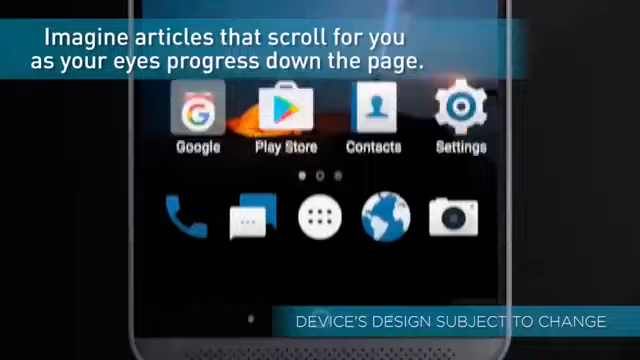 Imagine articles that scroll for you
as your eyes progress down the page.
Google
Play Store
Contacts
Settings
DEVICE'S DESIGN SUBJECT TO CHANGE